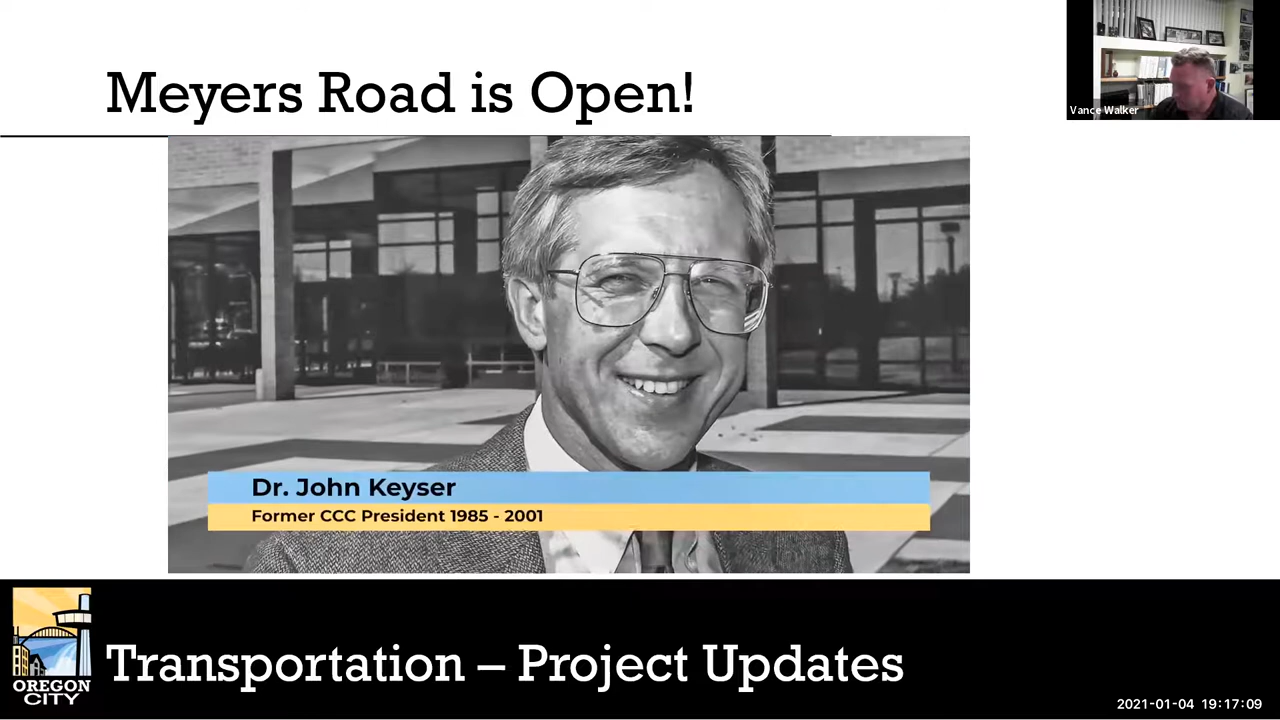 Meyers Road is Open!
Vance Walker
Dr. John Keyser
Former CCC President 1985 - 2001
Transportation – Project Updates
OREGON
CITY
2021-01-04 19:17:09